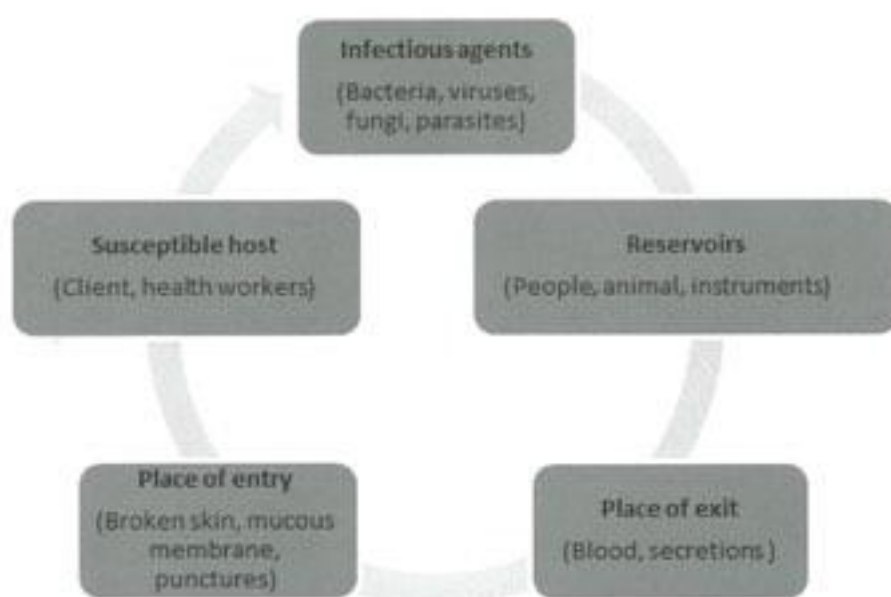 Infectious agents
(Bacteria, viruses,
fungi, parasites)
Reservoirs
(People, animal, instruments)
Place of exit
(Blood, secretions )
Place of entry
(Broken skin, mucous
membrane,
punctures)
Susceptible host
(Client, health workers)